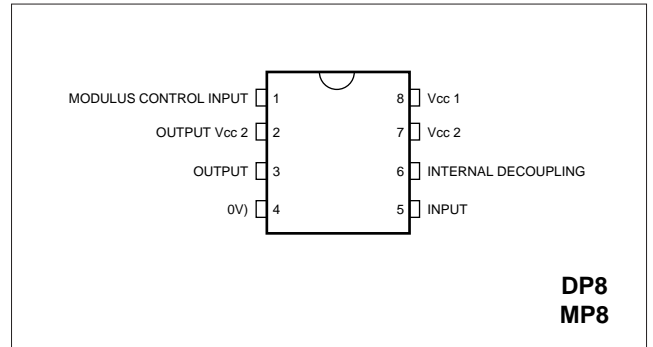 MODULUS CONTROL INPUT 1 8 Vcc 1
OUTPUT Vcc 2 2 7 Vcc 2
OUTPUT 3 6 INTERNAL DECOUPLING
0V) 4 5 INPUT
DP8
MP8